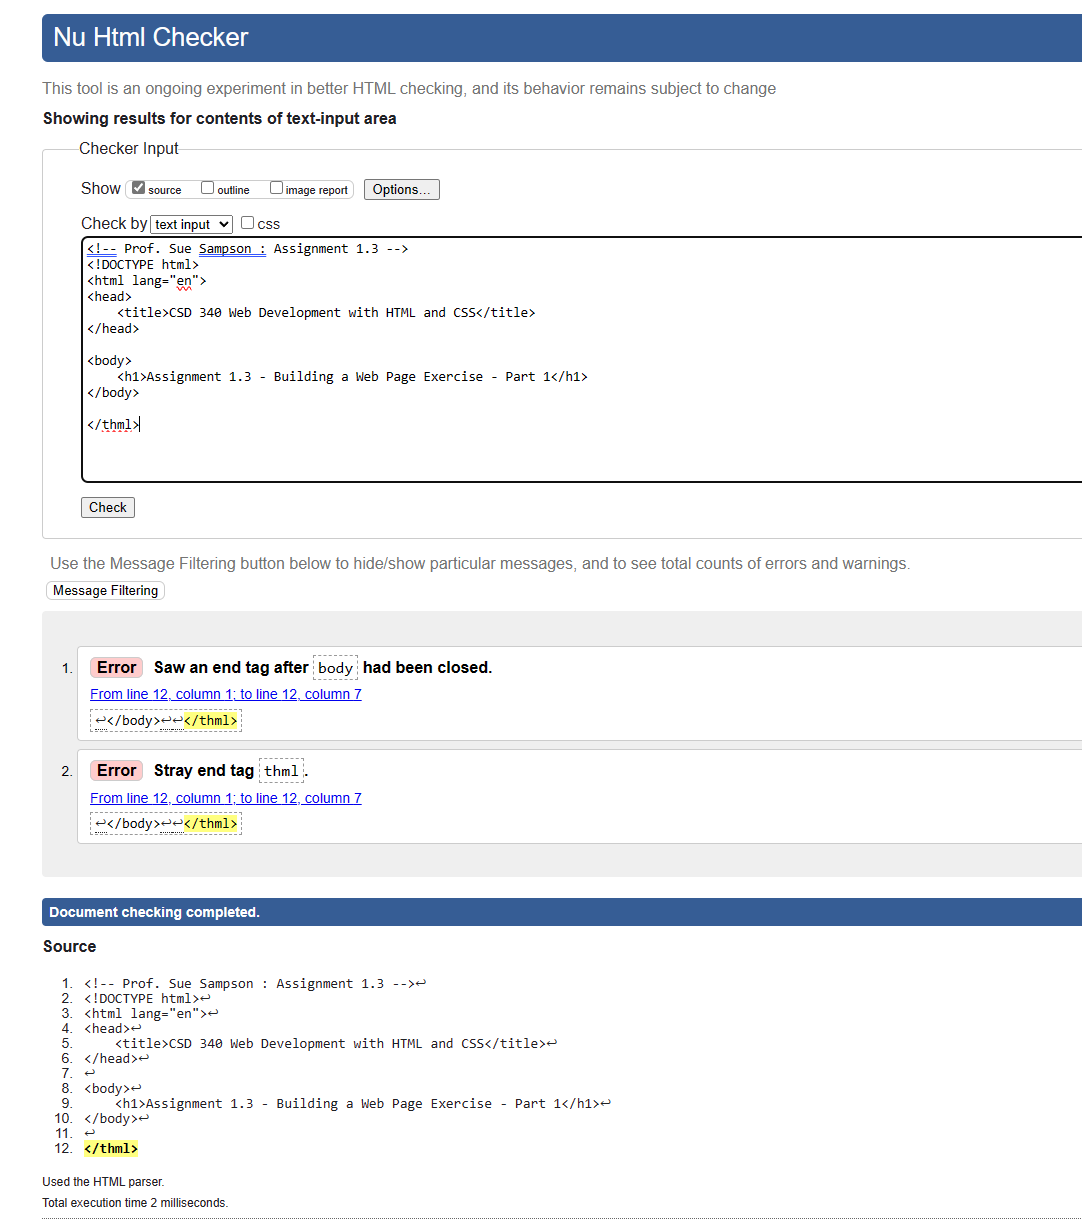 Nu Html Checker
This tool is an ongoing experiment in better HTML checking, and its behavior remains subject to change
Showing results for contents of text-input area
Checker Input
Show source outline image report Options...
Check by text input css
<!-- Prof. Sue Sampson : Assignment 1.3 -->
<!DOCTYPE html>
<html lang="en">
<head>
    <title>CSD 340 Web Development with HTML and CSS</title>
</head>

<body>
    <h1>Assignment 1.3 - Building a Web Page Exercise - Part 1</h1>
</body>

</thml>
Check
Use the Message Filtering button below to hide/show particular messages, and to see total counts of errors and warnings.
Message Filtering
1. Error Saw an end tag after body had been closed.
From line 12, column 1; to line 12, column 7
↩</body>↩↩</thml>
2. Error Stray end tag thml.
From line 12, column 1; to line 12, column 7
↩</body>↩↩</thml>
Document checking completed.
Source
1. <!-- Prof. Sue Sampson : Assignment 1.3 -->↩
2. <!DOCTYPE html>↩
3. <html lang="en">↩
4. <head>↩
5.     <title>CSD 340 Web Development with HTML and CSS</title>↩
6. </head>↩
7. ↩
8. <body>↩
9.     <h1>Assignment 1.3 - Building a Web Page Exercise - Part 1</h1>↩
10. </body>↩
11. ↩
12. </thml>
Used the HTML parser.
Total execution time 2 milliseconds.